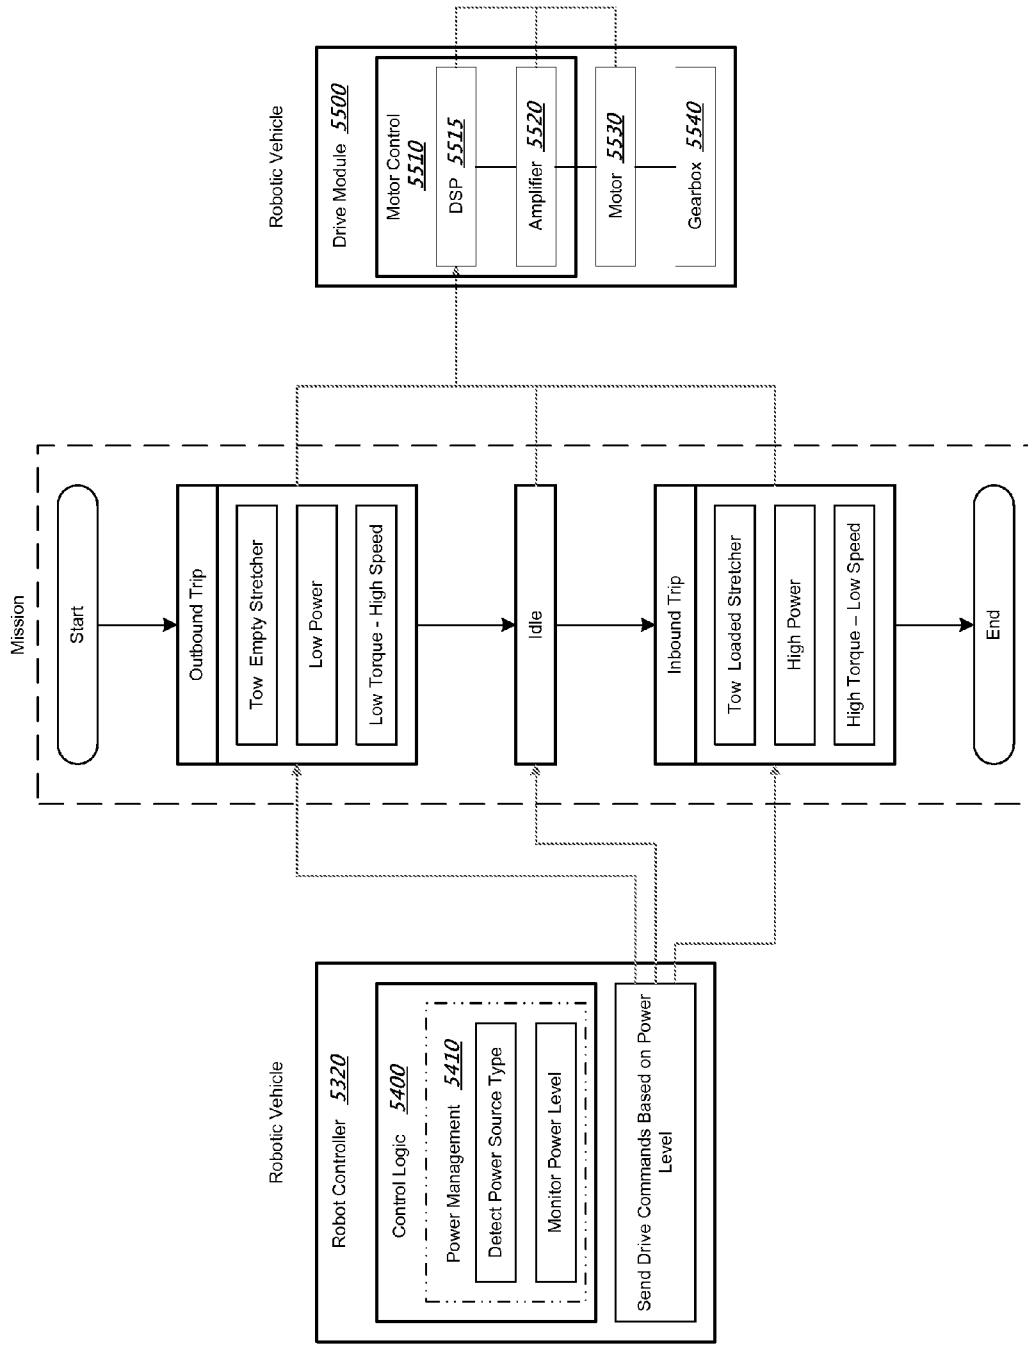 Robotic Vehicle
Robot Controller 5320
Control Logic 5400
Power Management 5410
Detect Power Source Type
Monitor Power Level
Send Drive Commands Based on Power
Level
Mission
Start
Outbound Trip
Tow Empty Stretcher
Low Power
Low Torque - High Speed
Idle
Inbound Trip
Tow Loaded Stretcher
High Power
High Torque – Low Speed
End
Robotic Vehicle
Drive Module 5500
Motor Control
5510
DSP 5515
Amplifier 5520
Motor 5530
Gearbox 5540